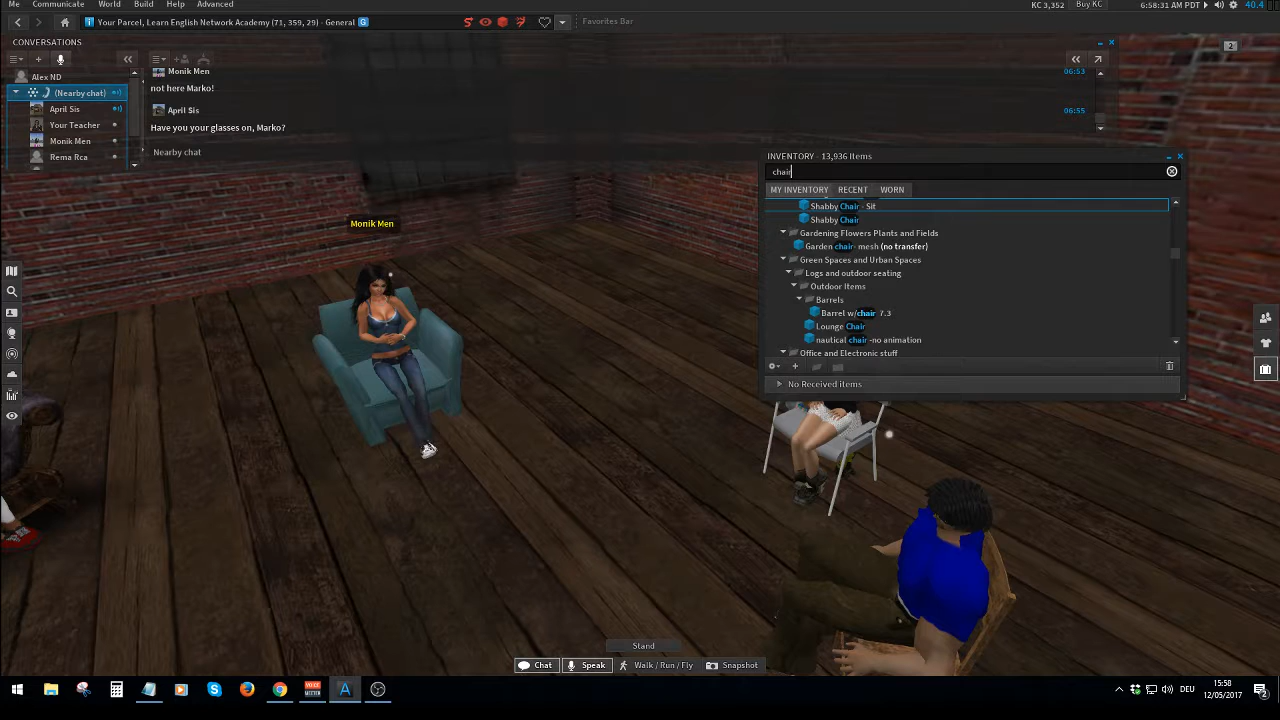 Me Communicate World Build Help Advanced
KC 3,352 Buy KC 6:58:31 AM PDT 40.4
Your Parcel, Learn English Network Academy (71, 359, 29) - General G
Favorites Bar
CONVERSATIONS
2
Alex ND
(Nearby chat)
April Sis
Your Teacher
Monik Men
Rema Rca
Monik Men 06:53
not here Marko!
April Sis 06:55
Have you your glasses on, Marko?
Nearby chat
INVENTORY - 13,936 Items
chair
MY INVENTORY RECENT WORN
Shabby Chair - Sit
Shabby Chair
Gardening Flowers Plants and Fields
Garden chair- mesh (no transfer)
Green Spaces and Urban Spaces
Logs and outdoor seating
Outdoor Items
Barrels
Barrel w/chair 7.3
Lounge Chair
nautical chair -no animation
Office and Electronic stuff
No Received items
Monik Men
Stand
Chat Speak Walk / Run / Fly Snapshot
DEU
15:58
12/05/2017
2